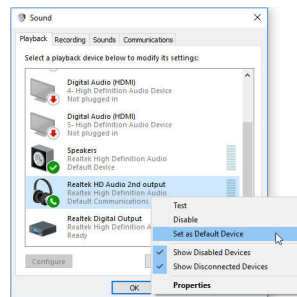 Sound
Playback Recording Sounds Communications
Select a playback device below to modify its settings:
Digital Audio (HDMI)
4- High Definition Audio Device
Not plugged in
Digital Audio (HDMI)
5- High Definition Audio Device
Not plugged in
Speakers
Realtek High Definition Audio
Default Device
Realtek HD Audio 2nd output
Realtek High Definition Audio
Default Communications
Realtek Digital Output
Realtek High Definition A
Ready
Test
Disable
Set as Default Device
Show Disabled Devices
Show Disconnected Devices
Properties
Configure
OK